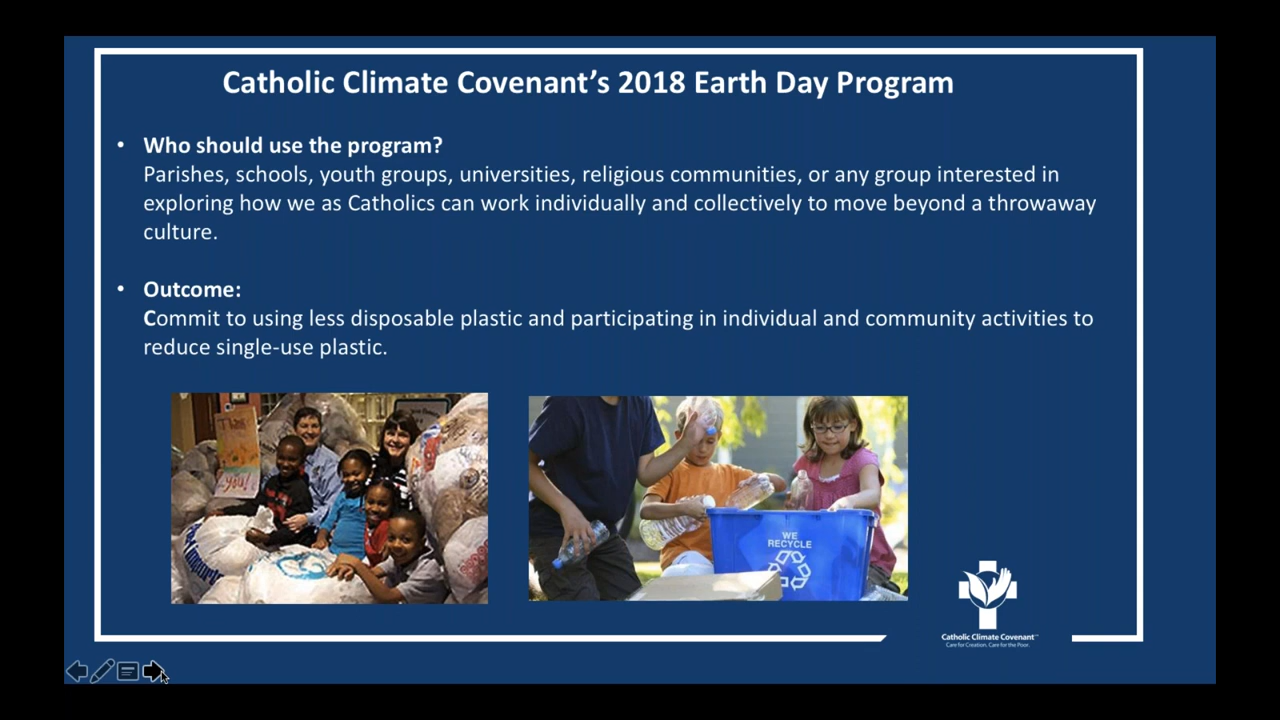 Catholic Climate Covenant’s 2018 Earth Day Program
• Who should use the program?
Parishes, schools, youth groups, universities, religious communities, or any group interested in
exploring how we as Catholics can work individually and collectively to move beyond a throwaway
culture.
• Outcome:
Commit to using less disposable plastic and participating in individual and community activities to
reduce single-use plastic.
WE
RECYCLE
Catholic Climate Covenant™
Care for Creation. Care for the Poor.